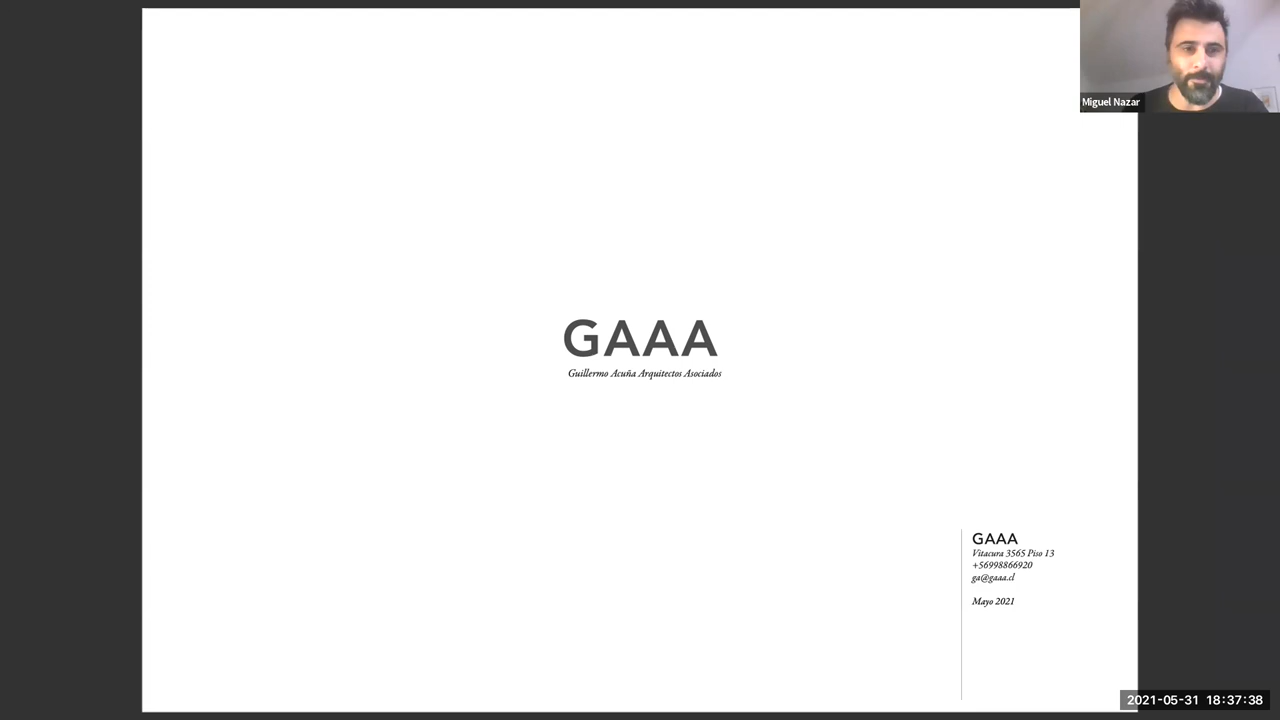 Miguel Nazar
GAAA
Guillermo Acuña Arquitectos Asociados
GAAA
Vitacura 3565 Piso 13
+56998866920
ga@gaaa.cl
Mayo 2021
2021-05-31 18:37:38